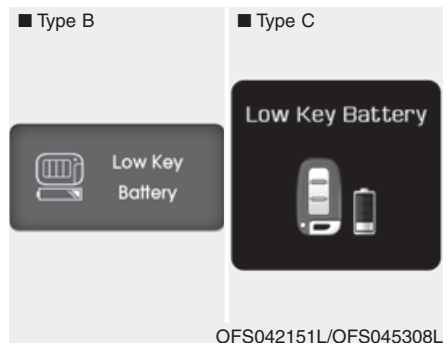 ■ Type B
Low Key
Battery
■ Type C
Low Key Battery
OFS042151L/OFS045308L